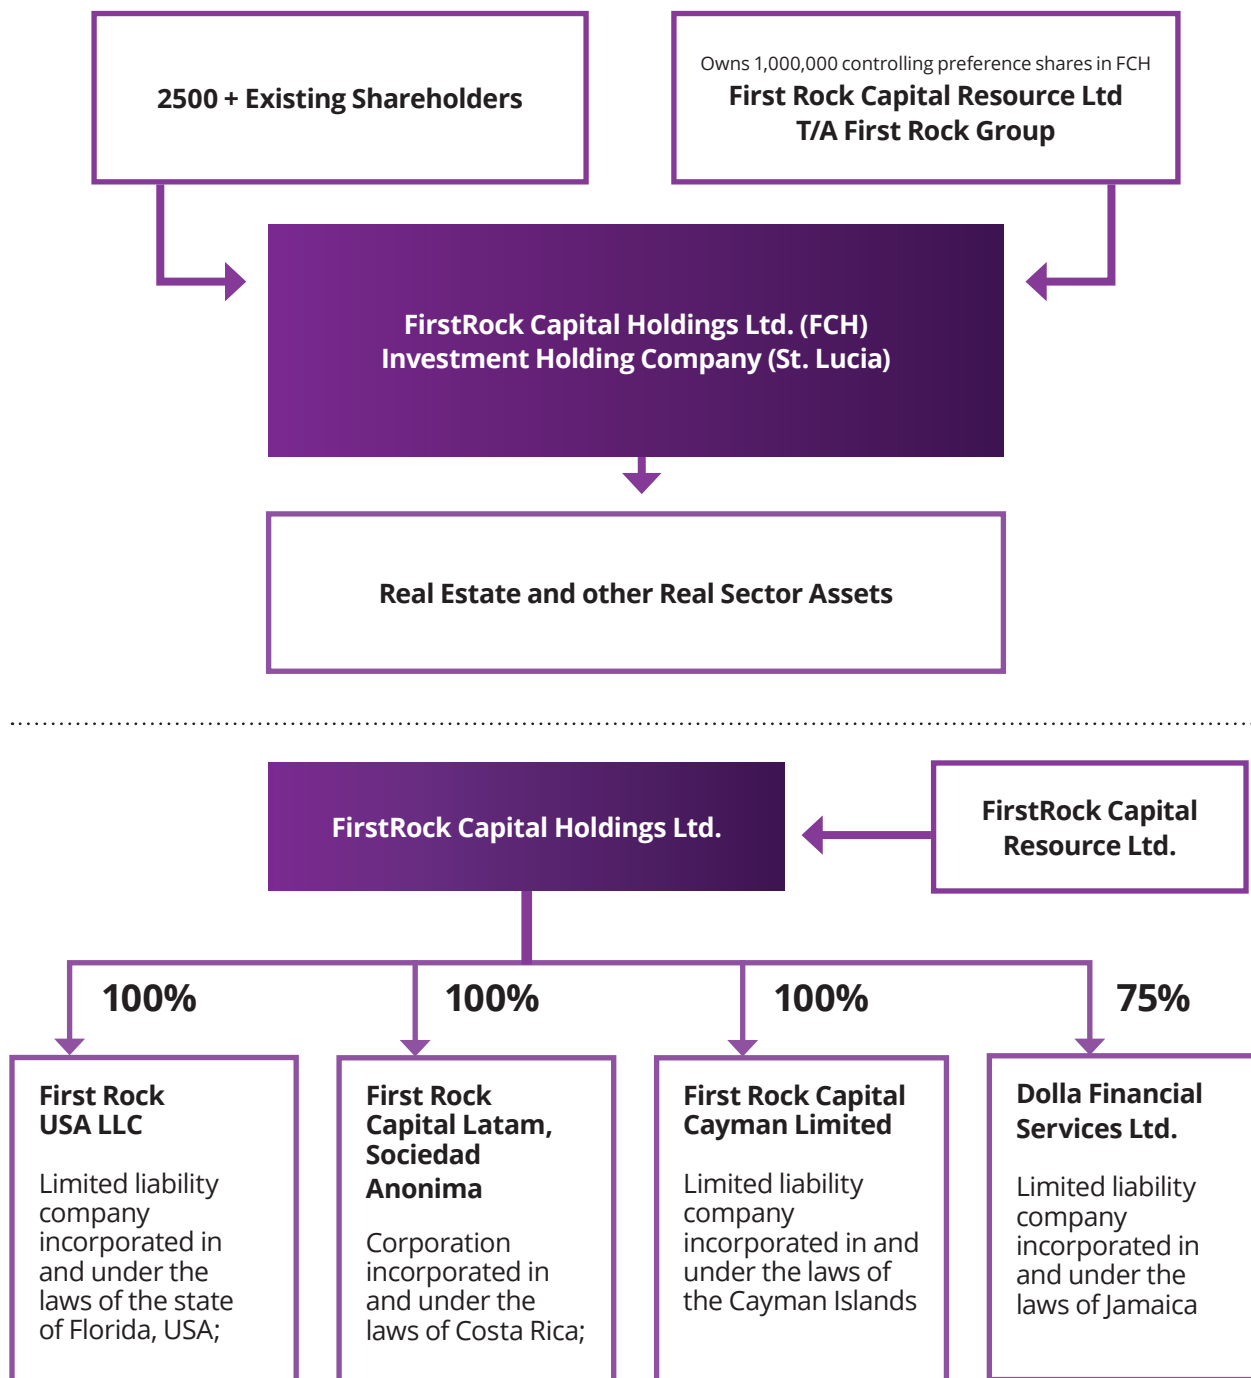 2500 + Existing Shareholders
Owns 1,000,000 controlling preference shares in FCH
First Rock Capital Resource Ltd
T/A First Rock Group
FirstRock Capital Holdings Ltd. (FCH)
Investment Holding Company (St. Lucia)
Real Estate and other Real Sector Assets
FirstRock Capital Holdings Ltd.
FirstRock Capital
Resource Ltd.
100%
100%
100%
75%
First Rock
USA LLC
Limited liability
company
incorporated in
and under the
laws of the state
of Florida, USA;
First Rock
Capital Latam,
Sociedad
Anonima
Corporation
incorporated in
and under the
laws of Costa Rica;
First Rock Capital
Cayman Limited
Limited liability
company
incorporated in and
under the laws of
the Cayman Islands
Dolla Financial
Services Ltd.
Limited liability
company
incorporated in
and under the
laws of Jamaica